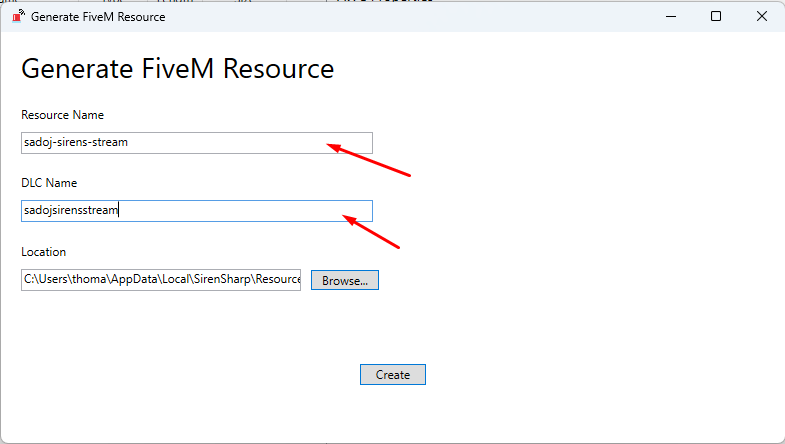 Generate FiveM Resource
Generate FiveM Resource
Resource Name
sadoj-sirens-stream
DLC Name
sadojsirensstream
Location
C:\Users\thoma\AppData\Local\SirenSharp\Resource
Browse...
Create